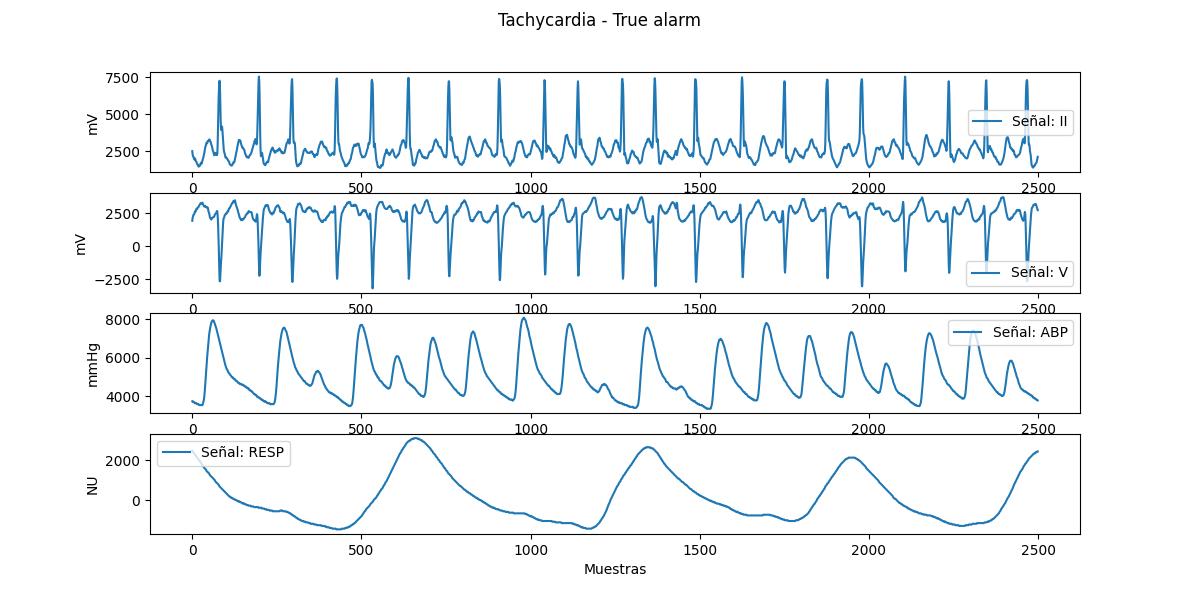 Tachycardia - True alarm
7500
5000
2500
mV
Señal: II
0 500 1000 1500 2000 2500
2500
0
−2500
mV
Señal: V
0 500 1000 1500 2000 2500
8000
6000
4000
mmHg
Señal: ABP
0 500 1000 1500 2000 2500
2000
0
NU
Señal: RESP
0 500 1000 1500 2000 2500
Muestras